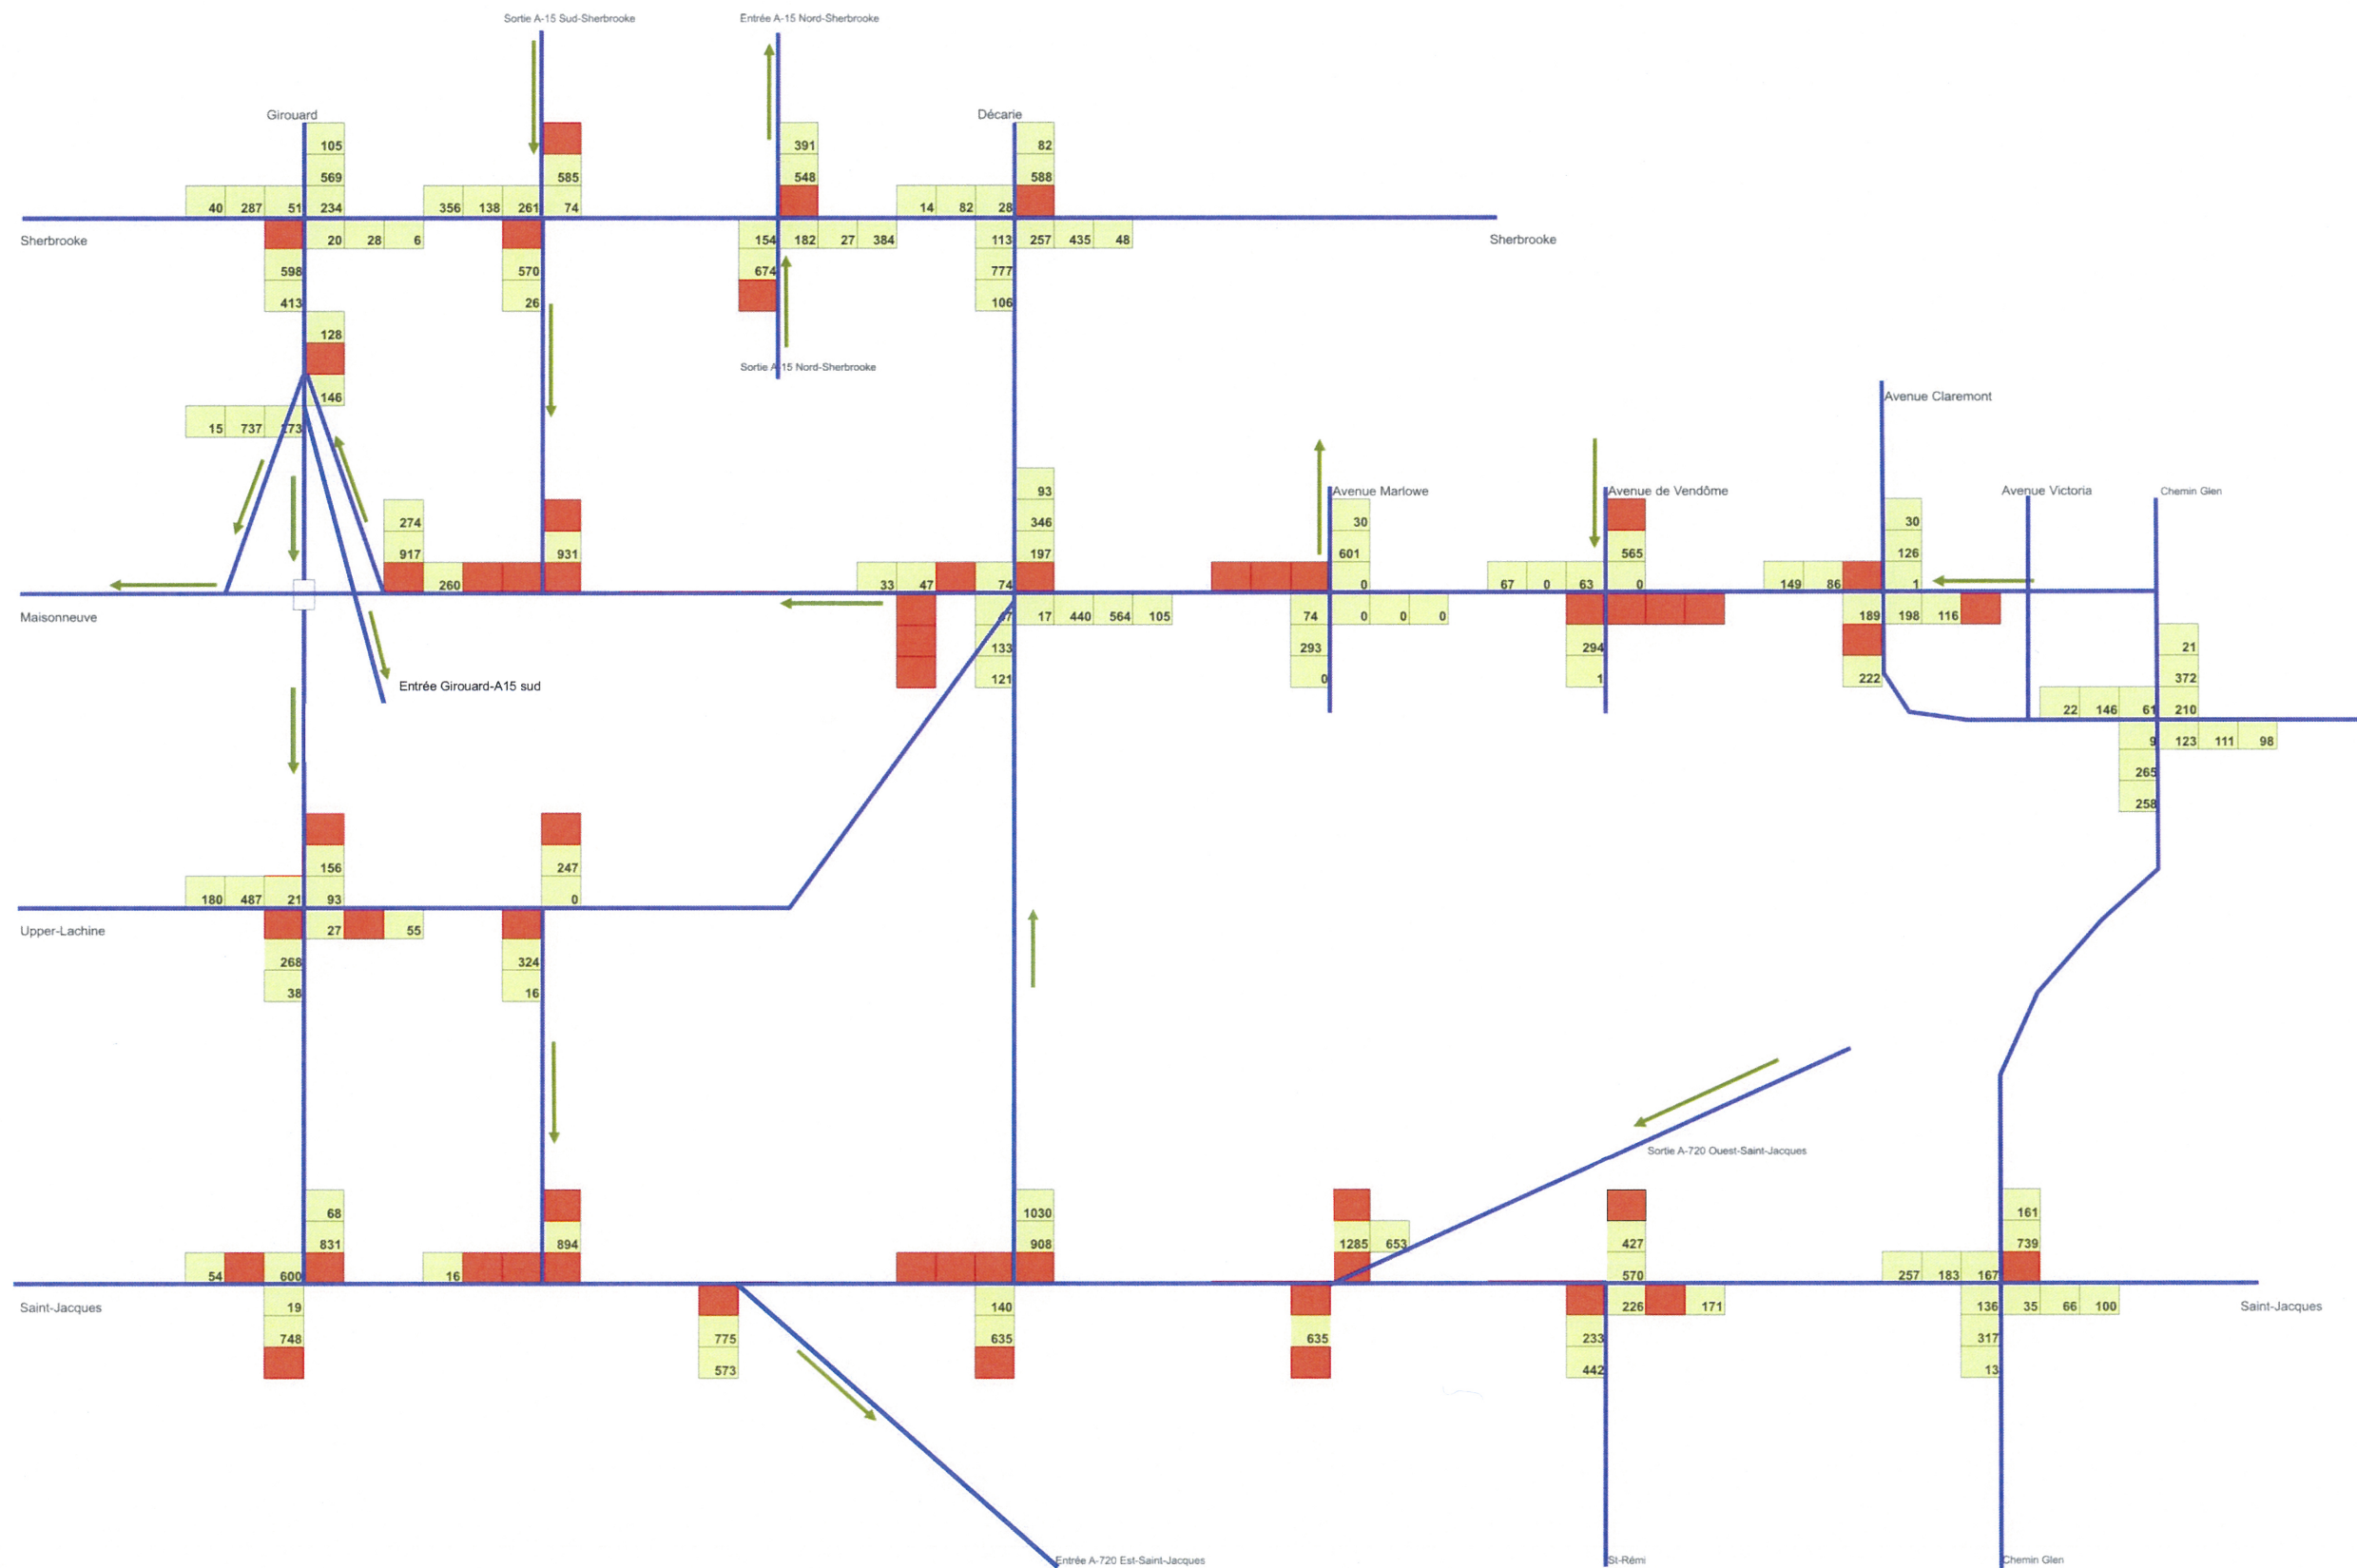 Sortie A-15 Sud-Sherbrooke Entrée A-15 Nord-Sherbrooke
Girouard Décarie
105 391 82
569 585 548 588
40 287 51 234 356 138 261 74 14 82 28
Sherbrooke 20 28 6 154 182 27 384 113 257 435 48 Sherbrooke
598 570 674 777
413 26 106
128
Sortie A-15 Nord-Sherbrooke
146 Avenue Claremont
15 737 273
93 Avenue Marlowe Avenue de Vendôme Avenue Victoria Chemin Glen
274 346 30 30
917 931 197 601 565 126
260 33 47 74 0 67 0 63 0 149 86 1
Maisonneuve 17 440 564 105 74 0 0 0 189 198 116
133 293 294 21
121 0 1 222 372
Entrée Girouard-A15 sud
22 146 61 210
9 123 111 98
265
258
156 247
180 487 21 93 0
Upper-Lachine 27 55
268 324
38 16
Sortie A-720 Ouest-Saint-Jacques
68 1030 161
831 894 908 1285 653 427 739
54 600 16 570 257 183 167
Saint-Jacques 19 140 226 171 136 35 66 100 Saint-Jacques
748 775 635 635 233 317
573 442 13
Entrée A-720 Est-Saint-Jacques St-Rémi Chemin Glen